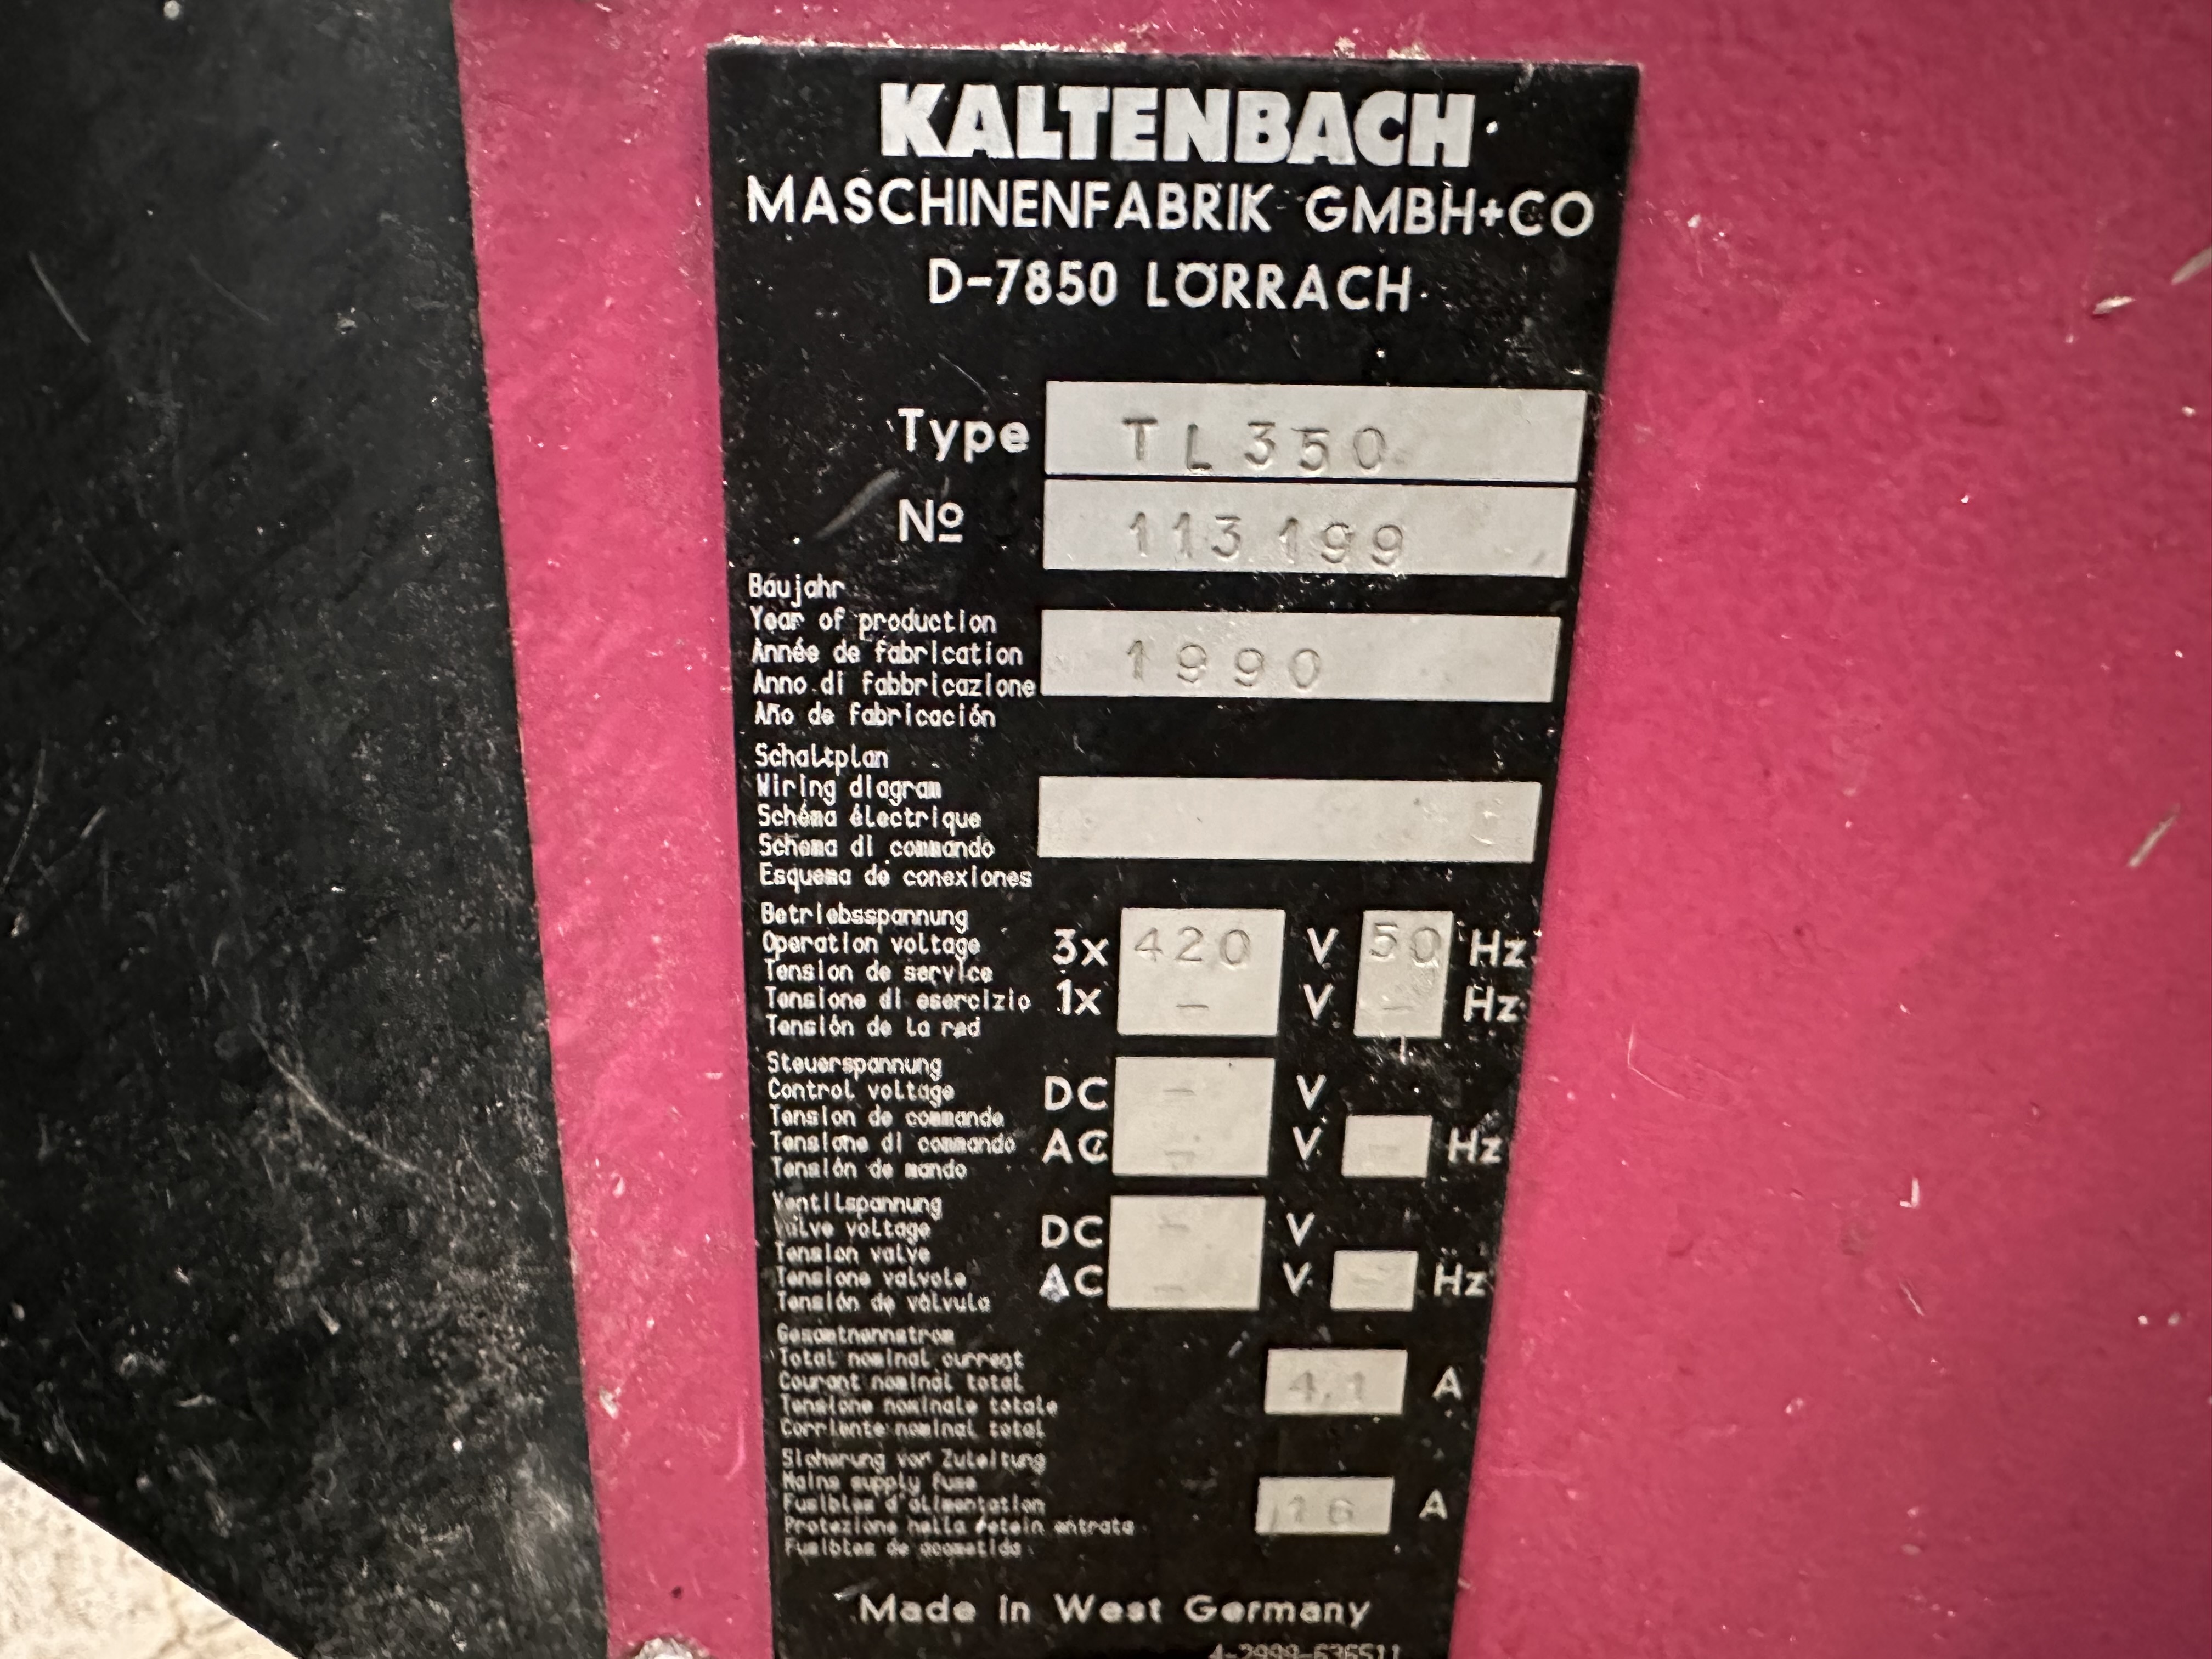 KALTENBACH
MASCHINENFABRIK GMBH+CO
D-7850 LÖRRACH
Type TL350
Nº 113 199
Baujahr
Year of production
Année de fabrication
Anno di fabbricazione
Año de fabricación
1990
Schaltplan
Wiring diagram
Schéma électrique
Schema di commando
Esquema de conexiones
Betriebsspannung
Operation voltage
Tension de service
Tensione di esercizio
Tensión de la red
3x 420 V 50 Hz
1x - V - Hz
Steuerspannung
Control voltage
Tension de commande
Tensione di commando
Tensión de mando
DC - V
AC - V - Hz
Ventilspannung
Valve voltage
Tension valve
Tensione valvole
Tensión de válvula
DC - V
AC - V - Hz
Gesamtnennstrom
Total nominal current
Courant nominal total
Tensione nominale totale
Corriente nominal total
4.1 A
Sicherung vor Zuleitung
Mains supply fuse
Fusibles d'alimentation
Protezione nella entrata
Fusibles de acometida
16 A
Made in West Germany